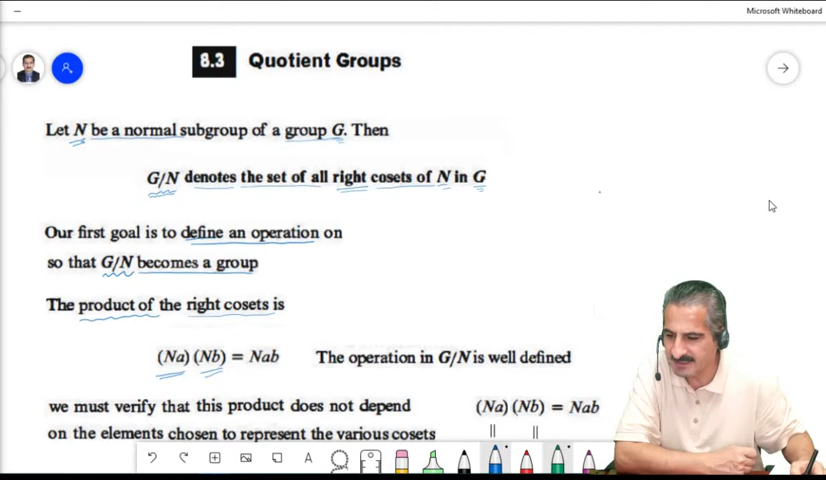 Microsoft Whiteboard
8.3 Quotient Groups
Let N be a normal subgroup of a group G. Then
G/N denotes the set of all right cosets of N in G
Our first goal is to define an operation on
so that G/N becomes a group
The product of the right cosets is
(Na) (Nb) = Nab The operation in G/N is well defined
we must verify that this product does not depend
on the elements chosen to represent the various cosets
(Na) (Nb) = Nab
|| ||
A